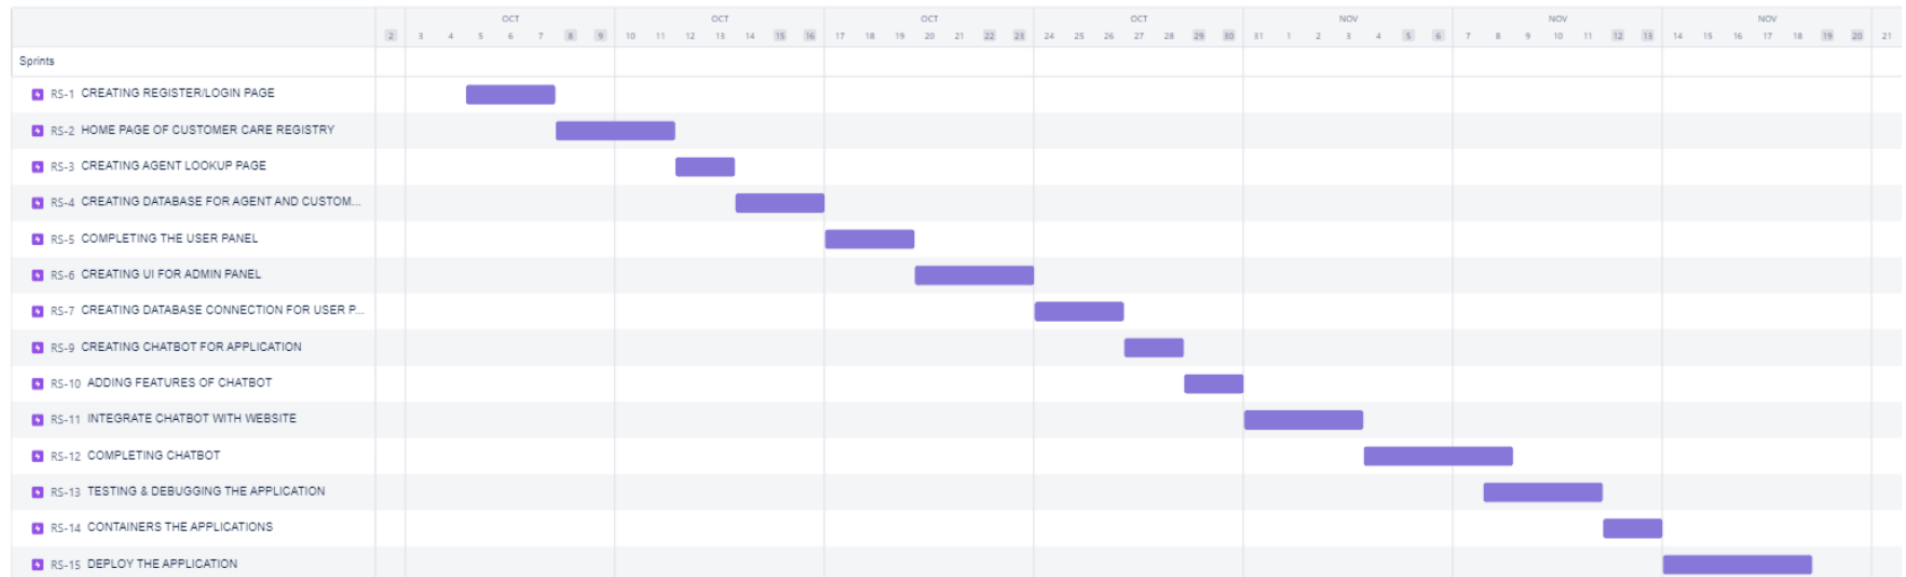 OCT OCT OCT OCT NOV NOV NOV
2 3 4 5 6 7 8 9 10 11 12 13 14 15 16 17 18 19 20 21 22 23 24 25 26 27 28 29 30 31 1 2 3 4 5 6 7 8 9 10 11 12 13 14 15 16 17 18 19 20 21
Sprints
RS-1 CREATING REGISTER/LOGIN PAGE
RS-2 HOME PAGE OF CUSTOMER CARE REGISTRY
RS-3 CREATING AGENT LOOKUP PAGE
RS-4 CREATING DATABASE FOR AGENT AND CUSTOM...
RS-5 COMPLETING THE USER PANEL
RS-6 CREATING UI FOR ADMIN PANEL
RS-7 CREATING DATABASE CONNECTION FOR USER P...
RS-9 CREATING CHATBOT FOR APPLICATION
RS-10 ADDING FEATURES OF CHATBOT
RS-11 INTEGRATE CHATBOT WITH WEBSITE
RS-12 COMPLETING CHATBOT
RS-13 TESTING & DEBUGGING THE APPLICATION
RS-14 CONTAINERS THE APPLICATIONS
RS-15 DEPLOY THE APPLICATION